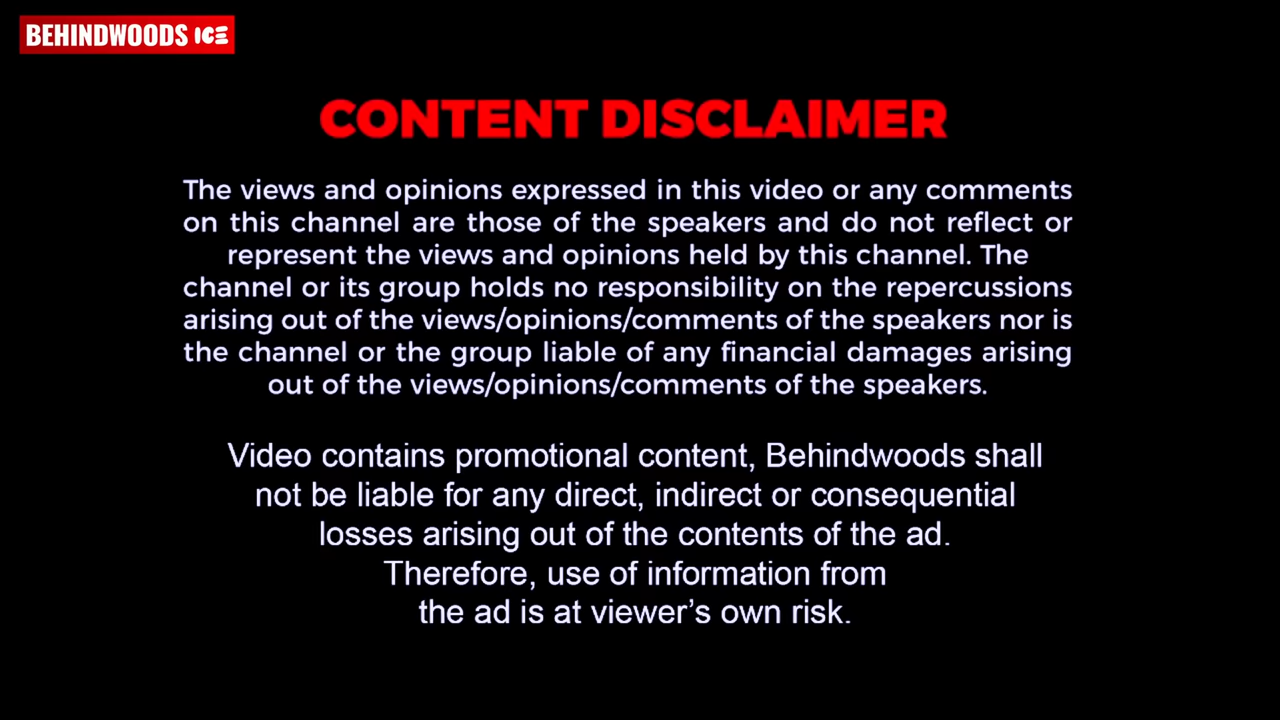 BEHINDWOODS ICE
CONTENT DISCLAIMER
The views and opinions expressed in this video or any comments
on this channel are those of the speakers and do not reflect or
represent the views and opinions held by this channel. The
channel or its group holds no responsibility on the repercussions
arising out of the views/opinions/comments of the speakers nor is
the channel or the group liable of any financial damages arising
out of the views/opinions/comments of the speakers.
Video contains promotional content, Behindwoods shall
not be liable for any direct, indirect or consequential
losses arising out of the contents of the ad.
Therefore, use of information from
the ad is at viewer’s own risk.